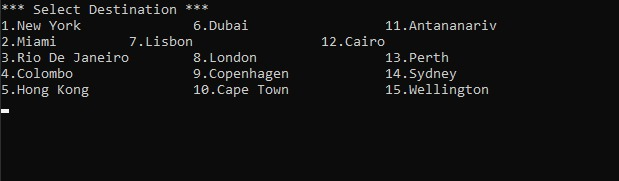 *** Select Destination ***
1.New York 6.Dubai 11.Antananariv
2.Miami 7.Lisbon 12.Cairo
3.Rio De Janeiro 8.London 13.Perth
4.Colombo 9.Copenhagen 14.Sydney
5.Hong Kong 10.Cape Town 15.Wellington